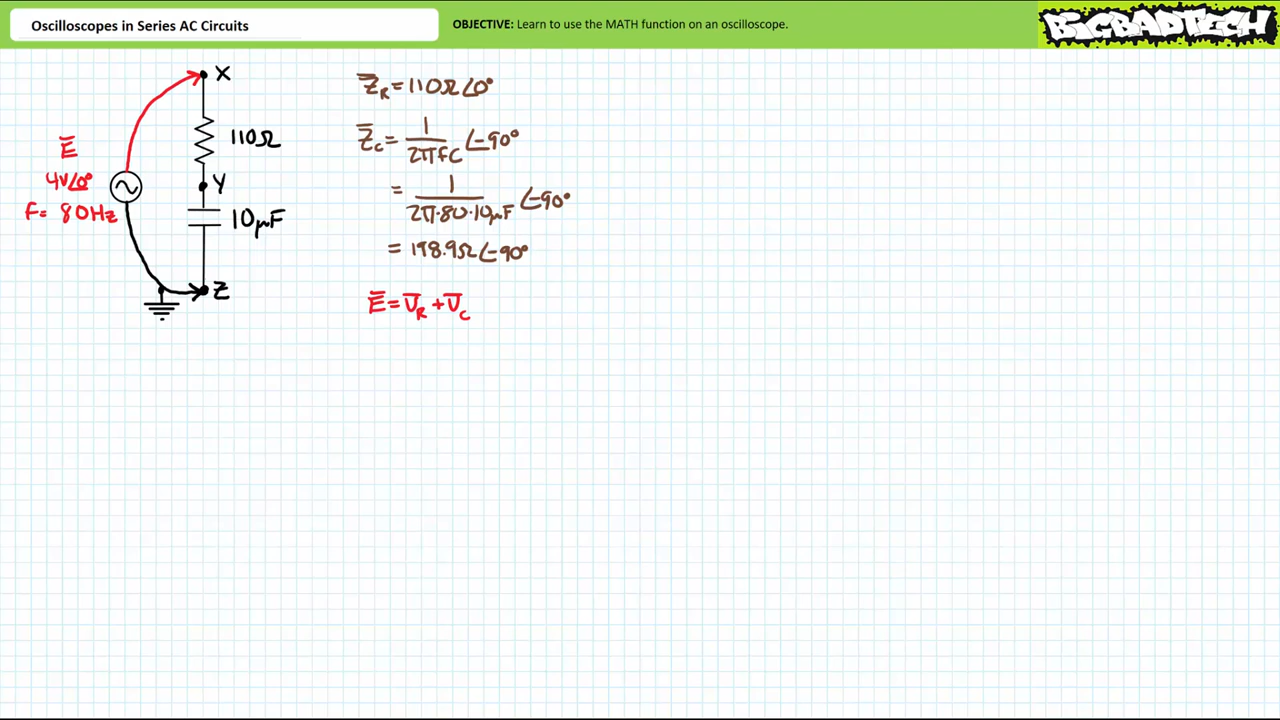 Oscilloscopes in Series AC Circuits
OBJECTIVE: Learn to use the MATH function on an oscilloscope.
BIGBADTECH
X
110Ω
Y
10μF
Z
E̅
4V∠0°
F= 80Hz
Z̅R = 110Ω∠0°
Z̅C = 1/(2πfC) ∠-90°
= 1/(2π·80·10μF) ∠-90°
= 198.9Ω∠-90°
E̅ = V̅R + V̅C